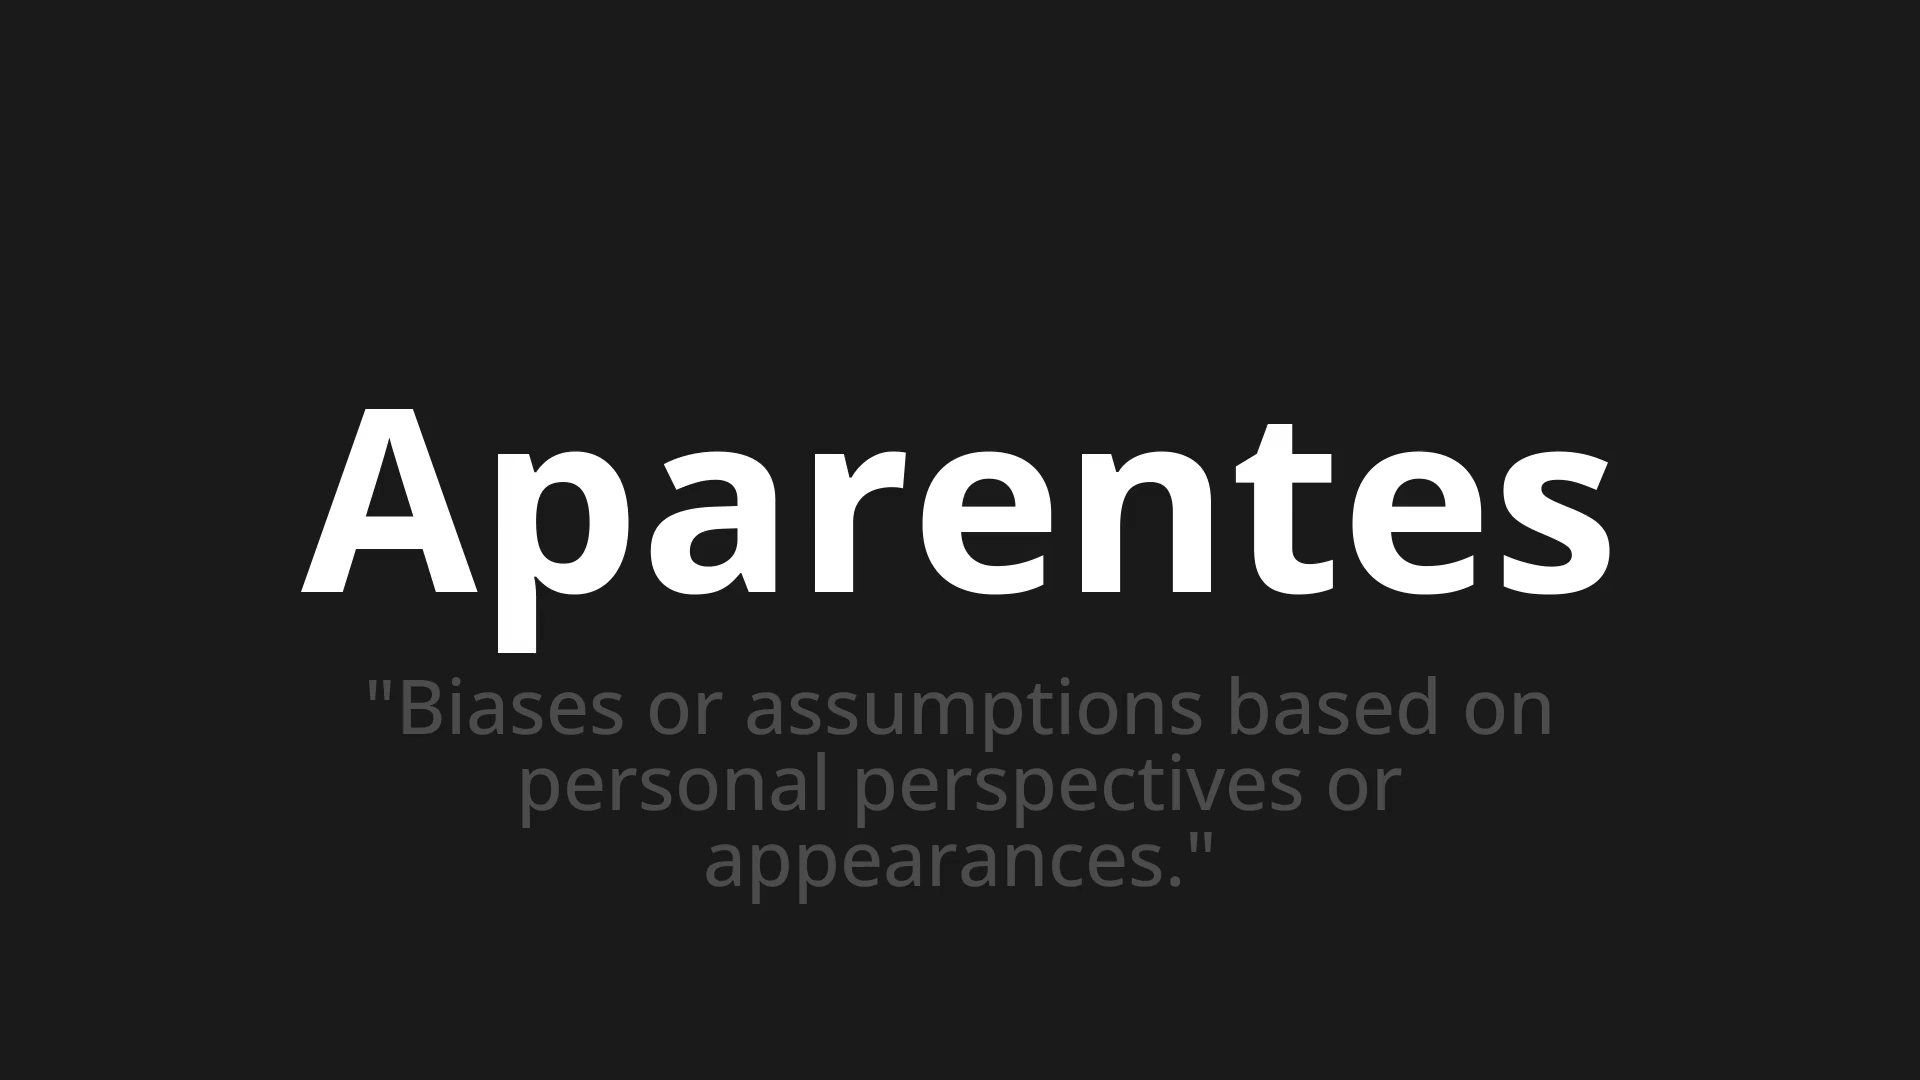 Aparentes
"Biases or assumptions based on
personal perspectives or
appearances."